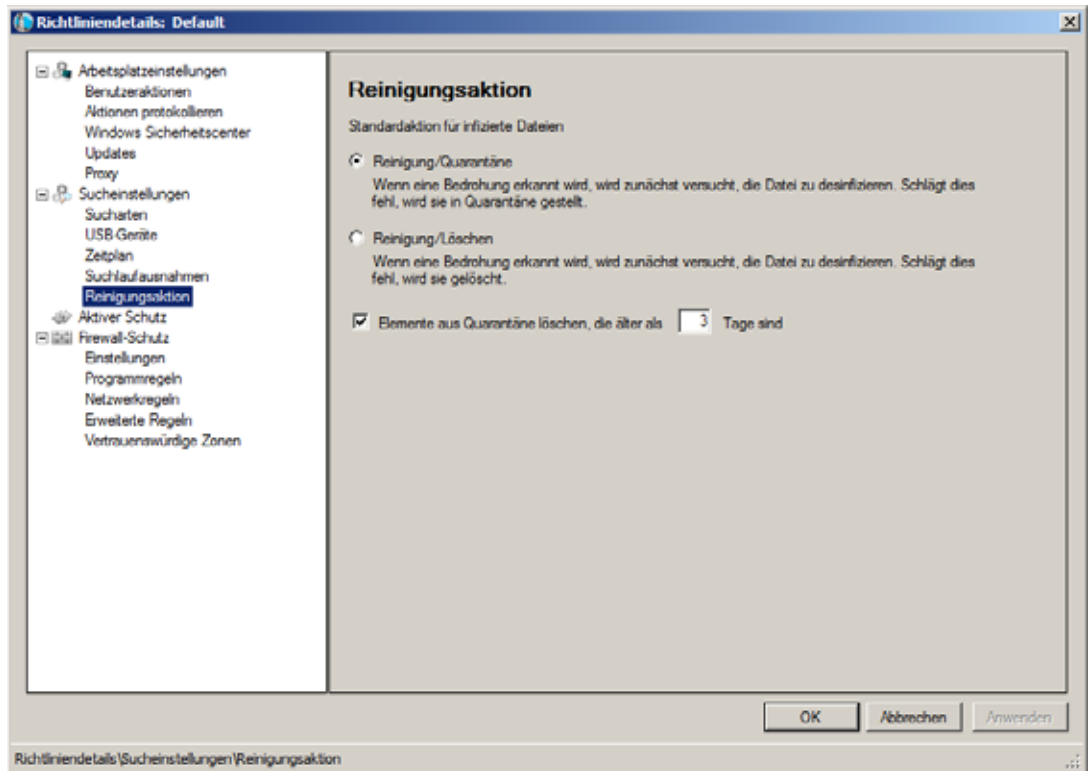 Richtliniendetails: Default
Arbeitsplatzeinstellungen
Benutzeraktionen
Aktionen protokollieren
Windows Sicherheitscenter
Updates
Proxy
Sucheinstellungen
Sucharten
USB-Geräte
Zeitplan
Suchlaufausnahmen
Reinigungsaktion
Aktiver Schutz
Firewall-Schutz
Einstellungen
Programmregeln
Netzwerkregeln
Erweiterte Regeln
Vertrauenswürdige Zonen
Reinigungsaktion
Standardaktion für infizierte Dateien
Reinigung/Quarantäne
Wenn eine Bedrohung erkannt wird, wird zunächst versucht, die Datei zu desinfizieren. Schlägt dies
fehl, wird sie in Quarantäne gestellt.
Reinigung/Löschen
Wenn eine Bedrohung erkannt wird, wird zunächst versucht, die Datei zu desinfizieren. Schlägt dies
fehl, wird sie gelöscht.
Elemente aus Quarantäne löschen, die älter als 3 Tage sind
OK Abbrechen Anwenden
Richtliniendetails\Sucheinstellungen\Reinigungsaktion